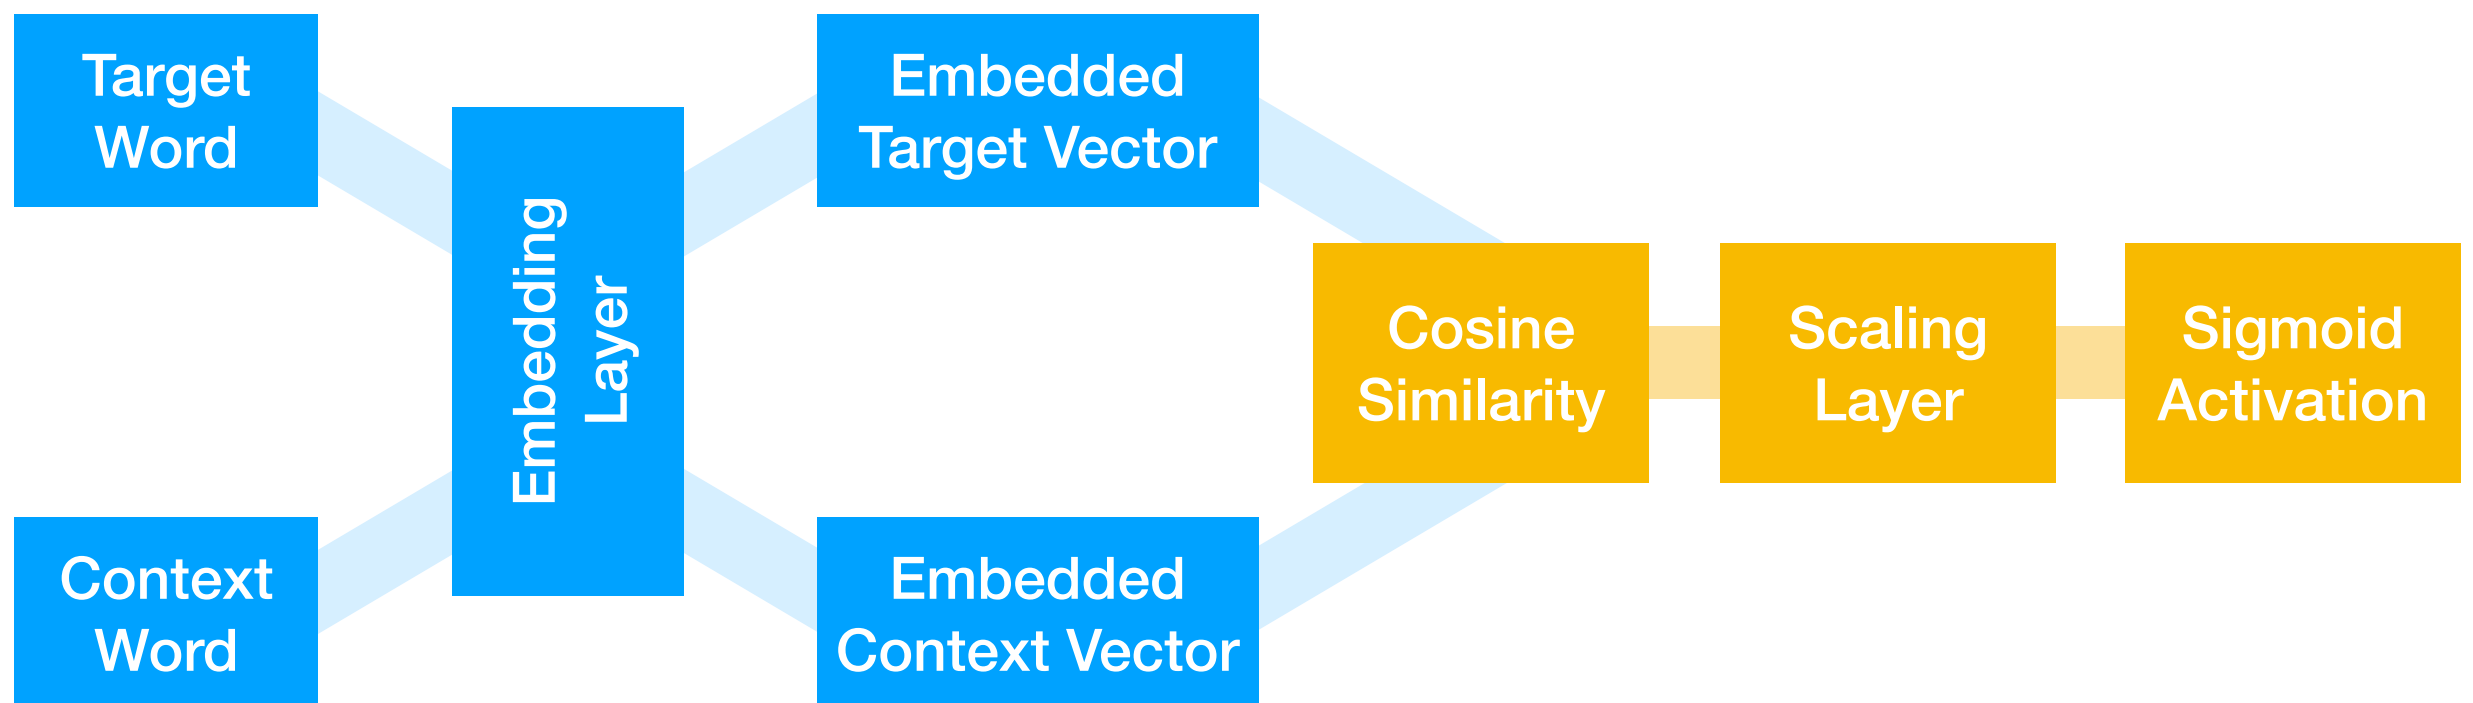 Target
Word
Context
Word
Embedding
Layer
Embedded
Target Vector
Embedded
Context Vector
Cosine
Similarity
Scaling
Layer
Sigmoid
Activation